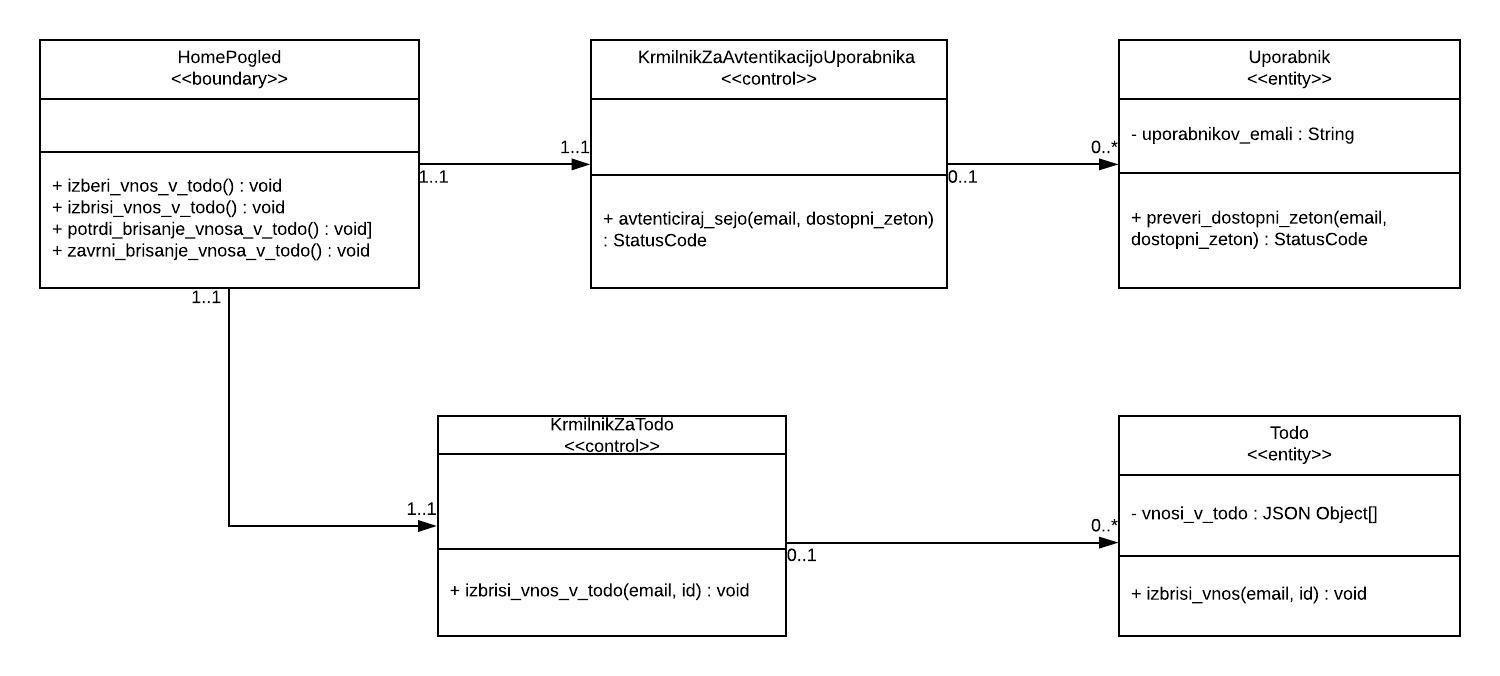 HomePogled
<<boundary>>
+ izberi_vnos_v_todo() : void
+ izbrisi_vnos_v_todo() : void
+ potrdi_brisanje_vnosa_v_todo() : void]
+ zavrni_brisanje_vnosa_v_todo() : void
1..1
1..1
KrmilnikZaAvtentikacijoUporabnika
<<control>>
+ avtenticiraj_sejo(email, dostopni_zeton)
: StatusCode
0..1
0..*
Uporabnik
<<entity>>
- uporabnikov_emali : String
+ preveri_dostopni_zeton(email,
dostopni_zeton) : StatusCode
1..1
1..1
KrmilnikZaTodo
<<control>>
+ izbrisi_vnos_v_todo(email, id) : void
0..1
0..*
Todo
<<entity>>
- vnosi_v_todo : JSON Object[]
+ izbrisi_vnos(email, id) : void